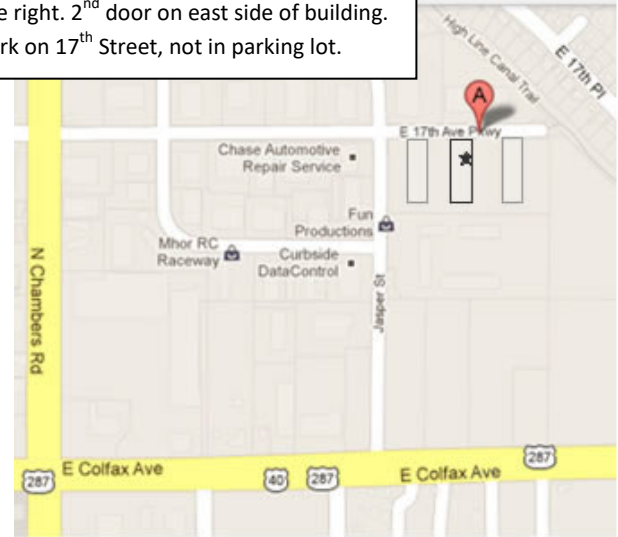 right. 2nd door on east side of building.
on 17th Street, not in parking lot.
High Line Canal Trail
E 17th Pl
A
E 17th Ave Pkwy
Chase Automotive
Repair Service
Fun
Productions
Mhor RC
Raceway
Curbside
DataControl
N Chambers Rd
Jasper St
287
E Colfax Ave
40
287
E Colfax Ave
287